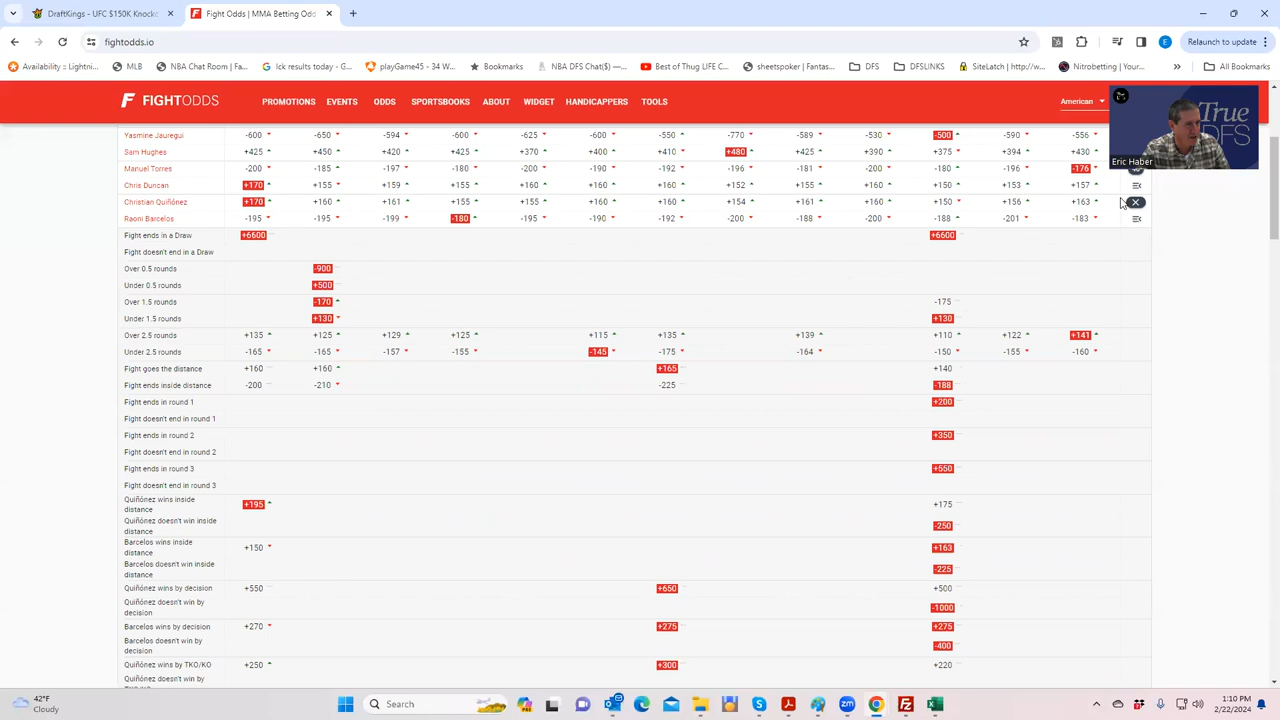 DraftKings - UFC $150K Knocko
Fight Odds | MMA Betting Odd
fightodds.io
Relaunch to update
Availability :: Lightni...
MLB
NBA Chat Room | Fa...
Ick results today - G...
playGame45 - 34 W...
Bookmarks
NBA DFS Chat($) —...
Best of Thug LIFE C...
sheetspoker | Fantas...
DFS
DFSLINKS
SiteLatch | http://w...
Nitrobetting | Your...
All Bookmarks
FIGHTODDS
PROMOTIONS EVENTS ODDS SPORTSBOOKS ABOUT WIDGET HANDICAPPERS TOOLS
American
True
DFS
Eric Haber
Yasmine Jauregui -600 -650 -594 -600 -625 -600 -550 -770 -589 -530 -500 -590 -556
Sam Hughes +425 +450 +420 +425 +370 +400 +410 +480 +425 +390 +375 +394 +430
Manuel Torres -200 -185 -197 -180 -200 -190 -192 -196 -181 -200 -180 -196 -176
Chris Duncan +170 +155 +159 +155 +160 +160 +160 +152 +155 +160 +150 +153 +157
Christian Quiñónez +170 +160 +161 +155 +155 +160 +160 +154 +161 +160 +150 +156 +163
Raoni Barcelos -195 -195 -199 -180 -195 -190 -192 -200 -188 -200 -188 -201 -183
Fight ends in a Draw +6600 +6600
Fight doesn't end in a Draw
Over 0.5 rounds -900
Under 0.5 rounds +500
Over 1.5 rounds -170 -175
Under 1.5 rounds +130 +130
Over 2.5 rounds +135 +125 +129 +125 +115 +135 +139 +110 +122 +141
Under 2.5 rounds -165 -165 -157 -155 -145 -175 -164 -150 -155 -160
Fight goes the distance +160 +160 +165 +140
Fight ends inside distance -200 -210 -225 -188
Fight ends in round 1 +200
Fight doesn't end in round 1
Fight ends in round 2 +350
Fight doesn't end in round 2
Fight ends in round 3 +550
Fight doesn't end in round 3
Quiñónez wins inside
distance +195 +175
Quiñónez doesn't win inside
distance -250
Barcelos wins inside
distance +150 +163
Barcelos doesn't win inside
distance -225
Quiñónez wins by decision +550 +650 +500
Quiñónez doesn't win by
decision -1000
Barcelos wins by decision +270 +275 +275
Barcelos doesn't win by
decision -400
Quiñónez wins by TKO/KO +250 +300 +220
Quiñónez doesn't win by
42°F
Cloudy
Search
1:10 PM
2/22/2024